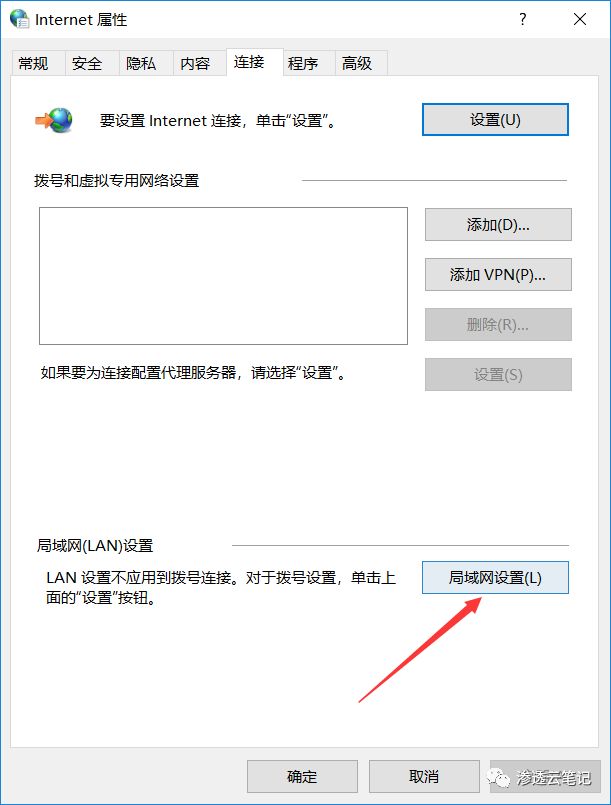 Internet 属性
?
常规 安全 隐私 内容 连接 程序 高级
要设置 Internet 连接，单击“设置”。
设置(U)
拨号和虚拟专用网络设置
添加(D)...
添加 VPN(P)...
删除(R)...
如果要为连接配置代理服务器，请选择“设置”。
设置(S)
局域网(LAN)设置
LAN 设置不应用到拨号连接。对于拨号设置，单击上
面的“设置”按钮。
局域网设置(L)
确定
取消
渗透云笔记